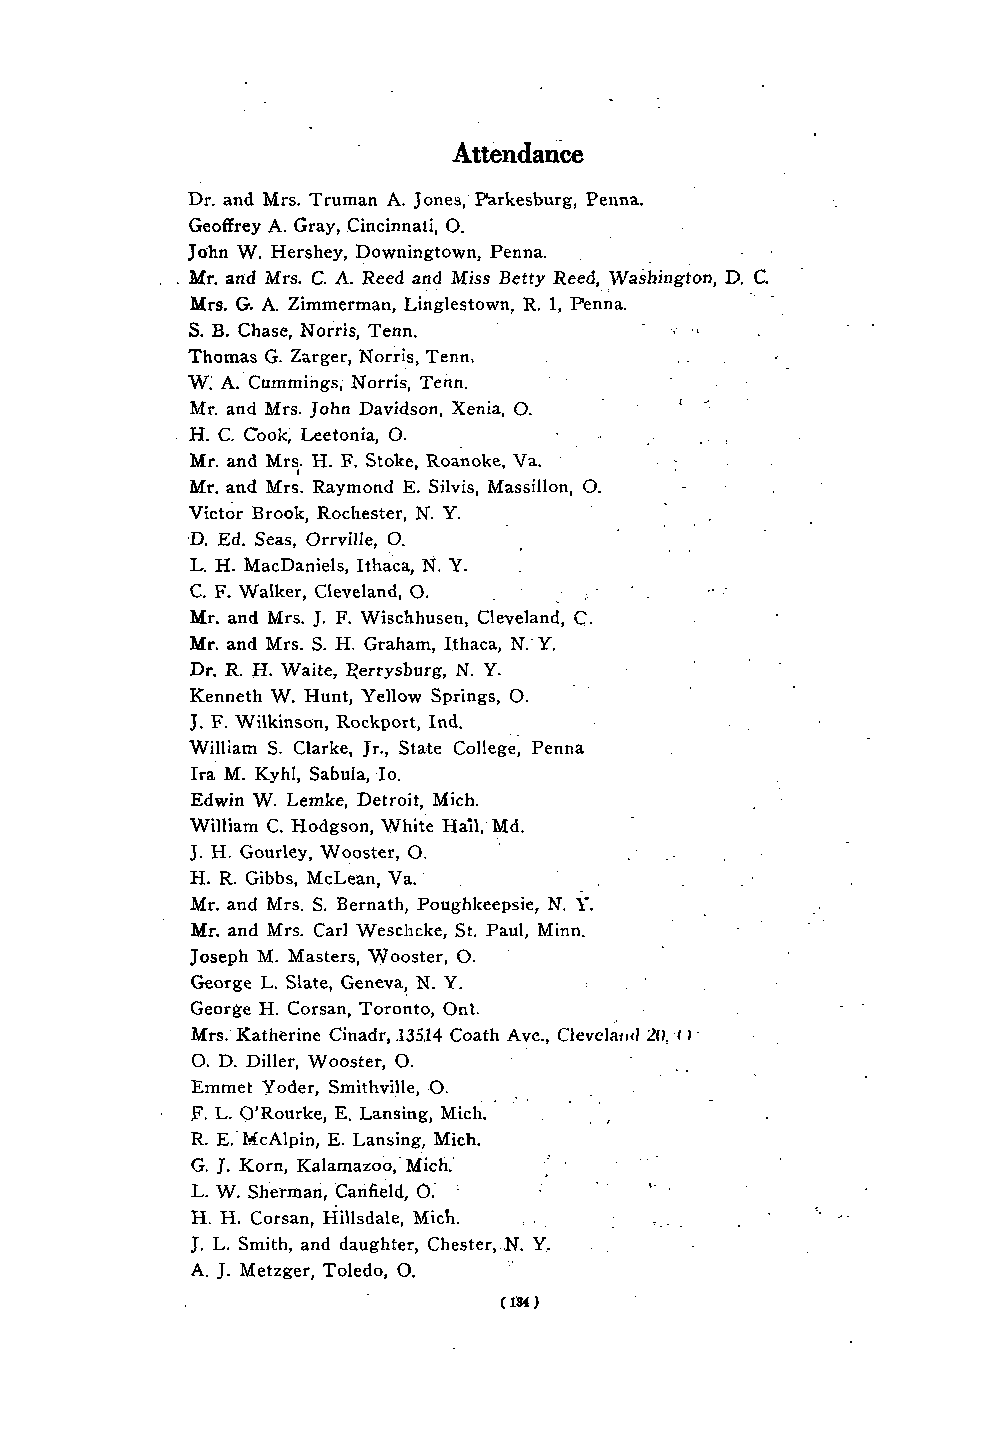 Attendance
Dr. and Mrs. Truman A. Jones, Parkesburg, Penna.
Geoffrey A. Gray, Cincinnati, O.
John W. Hershey, Downingtown, Penna.
Mr. and Mrs. C. A. Reed and Miss Betty Reed, Washington, D. C.
Mrs. G. A. Zimmerman, Linglestown, R. 1, Penna.
S. B. Chase, Norris, Tenn.
Thomas G. Zarger, Norris, Tenn.
W. A. Cummings, Norris, Tenn.
Mr. and Mrs. John Davidson, Xenia, O.
H. C. Cook, Leetonia, O.
Mr. and Mrs. H. F. Stoke, Roanoke, Va.
Mr. and Mrs. Raymond E. Silvis, Massillon, O.
Victor Brook, Rochester, N. Y.
D. Ed. Seas, Orrville, O.
L. H. MacDaniels, Ithaca, N. Y.
C. F. Walker, Cleveland, O.
Mr. and Mrs. J. F. Wischhusen, Cleveland, C.
Mr. and Mrs. S. H. Graham, Ithaca, N. Y.
Dr. R. H. Waite, Perrysburg, N. Y.
Kenneth W. Hunt, Yellow Springs, O.
J. F. Wilkinson, Rockport, Ind.
William S. Clarke, Jr., State College, Penna
Ira M. Kyhl, Sabula, Io.
Edwin W. Lemke, Detroit, Mich.
William C. Hodgson, White Hall, Md.
J. H. Gourley, Wooster, O.
H. R. Gibbs, McLean, Va.
Mr. and Mrs. S. Bernath, Poughkeepsie, N. Y.
Mr. and Mrs. Carl Weschcke, St. Paul, Minn.
Joseph M. Masters, Wooster, O.
George L. Slate, Geneva, N. Y.
George H. Corsan, Toronto, Ont.
Mrs. Katherine Cinadr, 13514 Coath Ave., Cleveland 20, O
O. D. Diller, Wooster, O.
Emmet Yoder, Smithville, O.
F. L. O'Rourke, E. Lansing, Mich.
R. E. McAlpin, E. Lansing, Mich.
G. J. Korn, Kalamazoo, Mich.
L. W. Sherman, Canfield, O.
H. H. Corsan, Hillsdale, Mich.
J. L. Smith, and daughter, Chester, N. Y.
A. J. Metzger, Toledo, O.
(134)